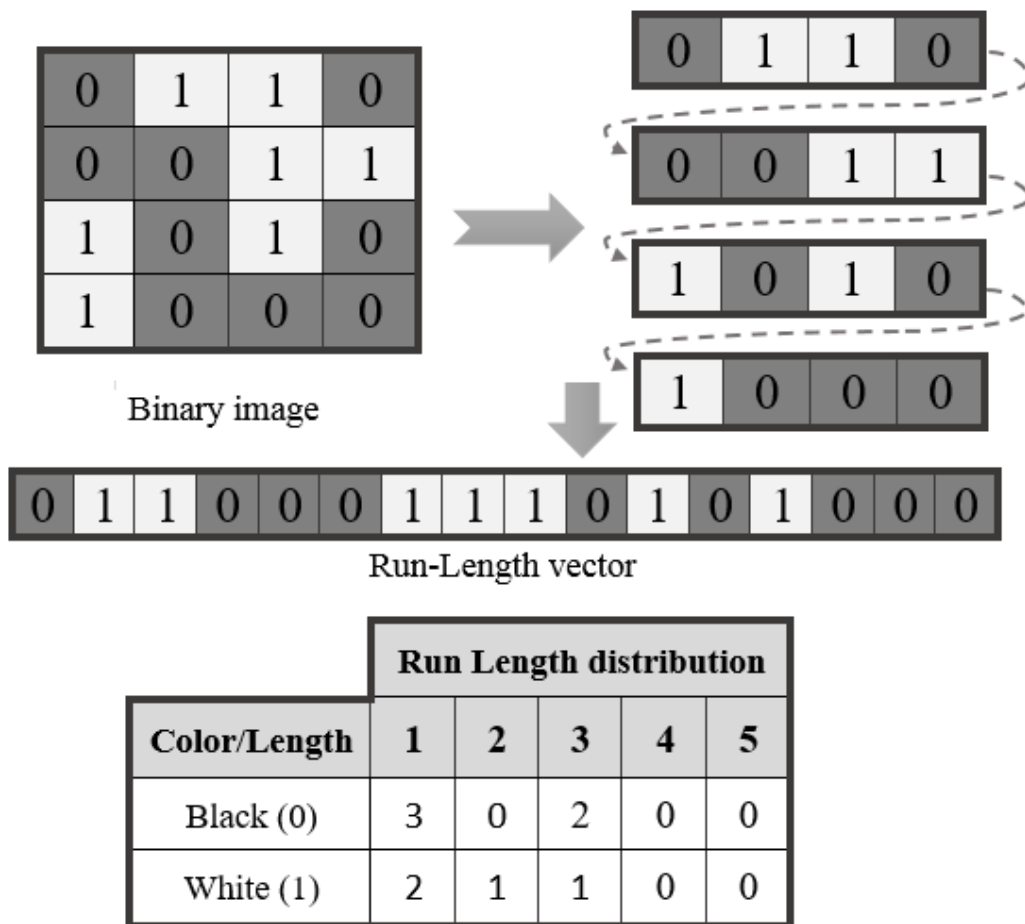 0 1 1 0
0 0 1 1
1 0 1 0
1 0 0 0
Binary image
0 1 1 0
0 0 1 1
1 0 1 0
1 0 0 0
0 1 1 0 0 0 1 1 1 0 1 0 1 0 0 0
Run-Length vector
Run Length distribution
Color/Length 1 2 3 4 5
Black (0) 3 0 2 0 0
White (1) 2 1 1 0 0